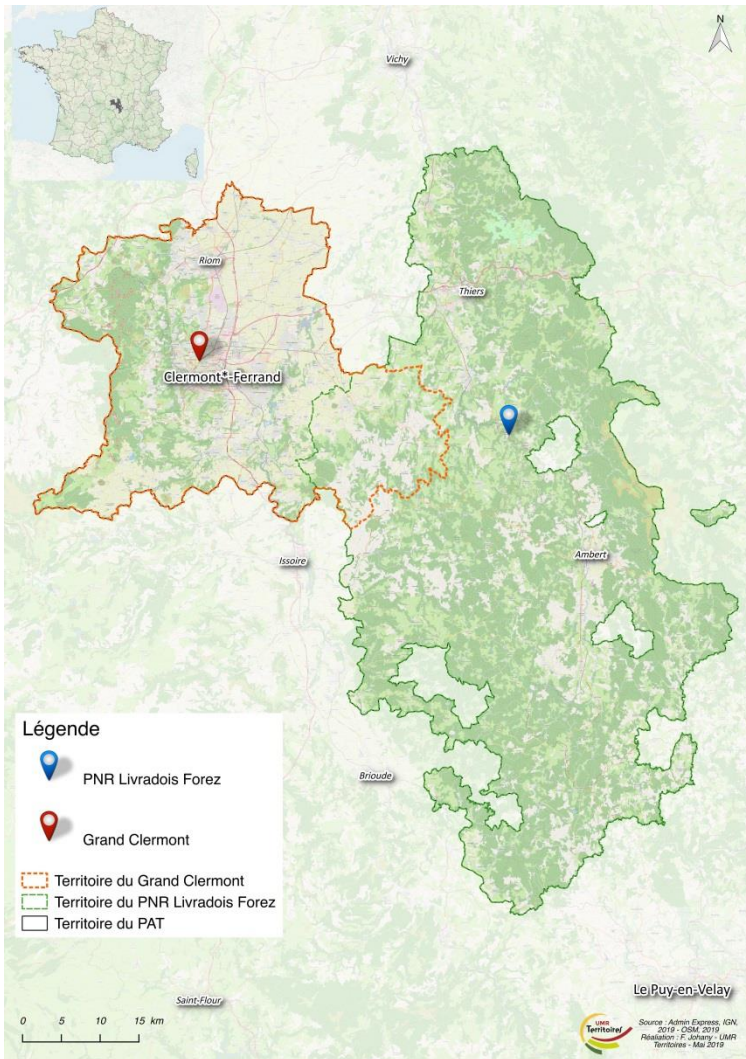 N
Vichy
Riom
Thiers
Clermont*-Ferrand
Issoire
Ambert
Légende
PNR Livradois Forez
Brioude
Grand Clermont
Territoire du Grand Clermont
Territoire du PNR Livradois Forez
Territoire du PAT
Le Puy-en-Velay
Saint-Flour
0 5 10 15 km
UMR
Territoires
Source : Admin Express, IGN,
2019 - OSM, 2019
Réaliation : F. Johany - UMR
Territoires - Mai 2019